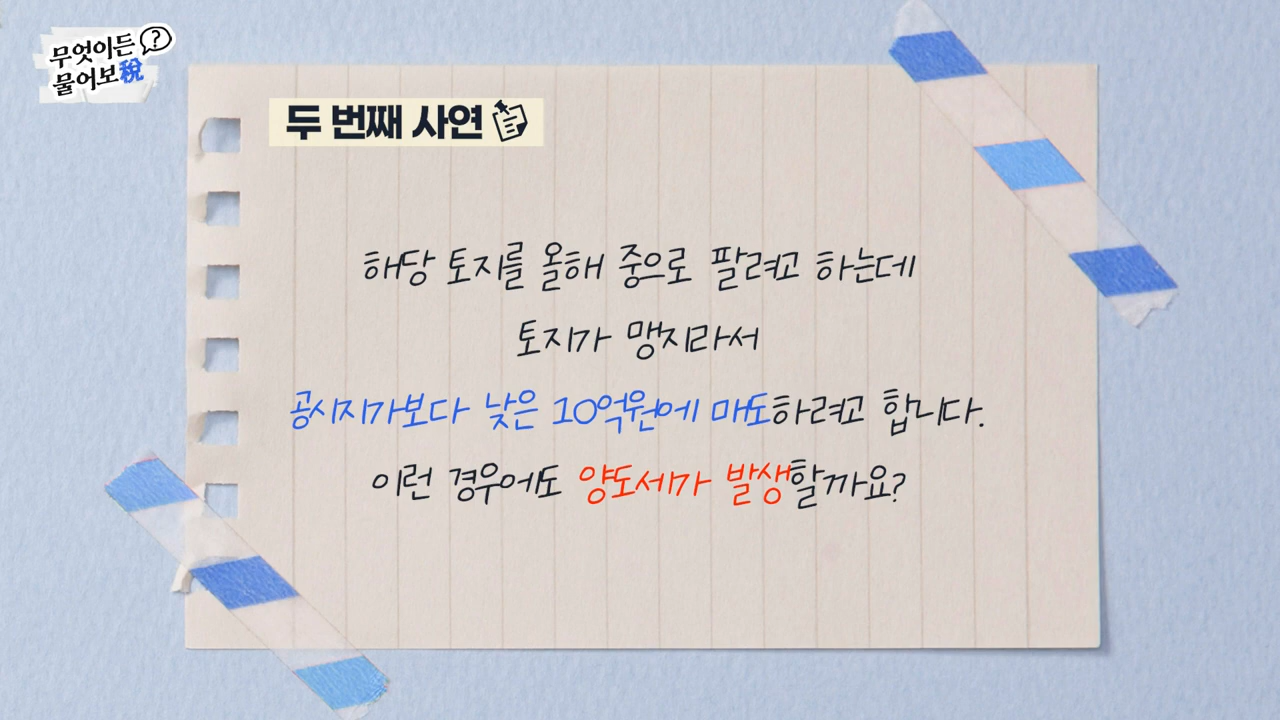 무엇이든
물어보稅
두 번째 사연
해당 토지를 올해 중으로 팔려고 하는데
토지가 맹지라서
공시지가보다 낮은 10억원에 매도하려고 합니다.
이런 경우에도 양도세가 발생할까요?